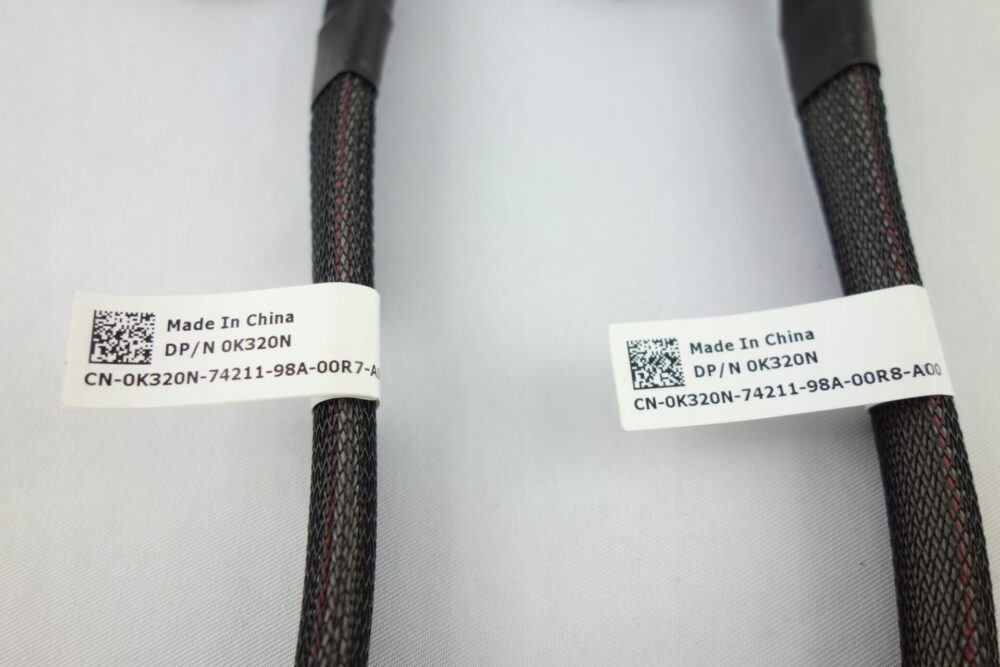 Made In China
DP/N 0K320N
CN-0K320N-74211-98A-00R7-A
Made In China
DP/N 0K320N
CN-0K320N-74211-98A-00R8-A00